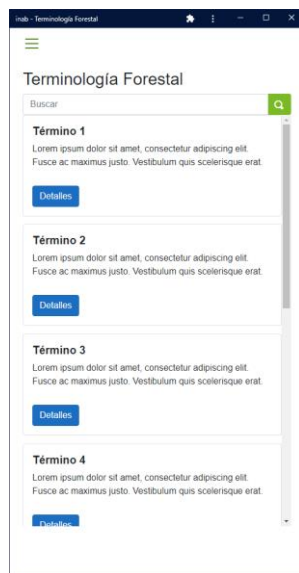 inab - Terminología Forestal
Terminología Forestal
Buscar
Término 1
Lorem ipsum dolor sit amet, consectetur adipiscing elit.
Fusce ac maximus justo. Vestibulum quis scelerisque erat.
Detalles
Término 2
Lorem ipsum dolor sit amet, consectetur adipiscing elit.
Fusce ac maximus justo. Vestibulum quis scelerisque erat.
Detalles
Término 3
Lorem ipsum dolor sit amet, consectetur adipiscing elit.
Fusce ac maximus justo. Vestibulum quis scelerisque erat.
Detalles
Término 4
Lorem ipsum dolor sit amet, consectetur adipiscing elit.
Fusce ac maximus justo. Vestibulum quis scelerisque erat.
Detalles